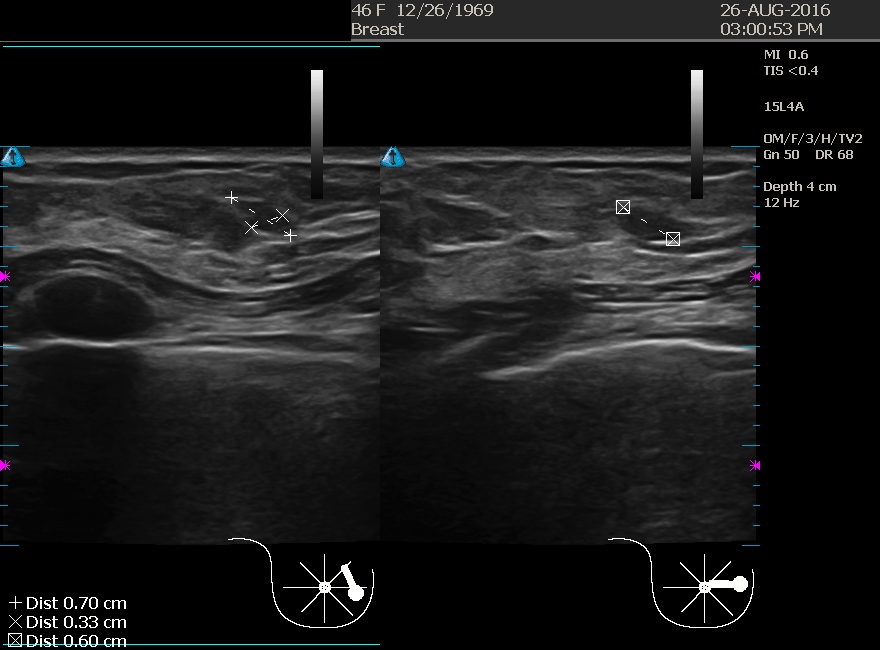 46 F 12/26/1969
26-AUG-2016
Breast
03:00:53 PM
MI 0.6
TIS <0.4
15L4A
OM/F/3/H/TV2
Gn 50 DR 68
Depth 4 cm
12 Hz
Dist 0.70 cm
Dist 0.33 cm
Dist 0.60 cm